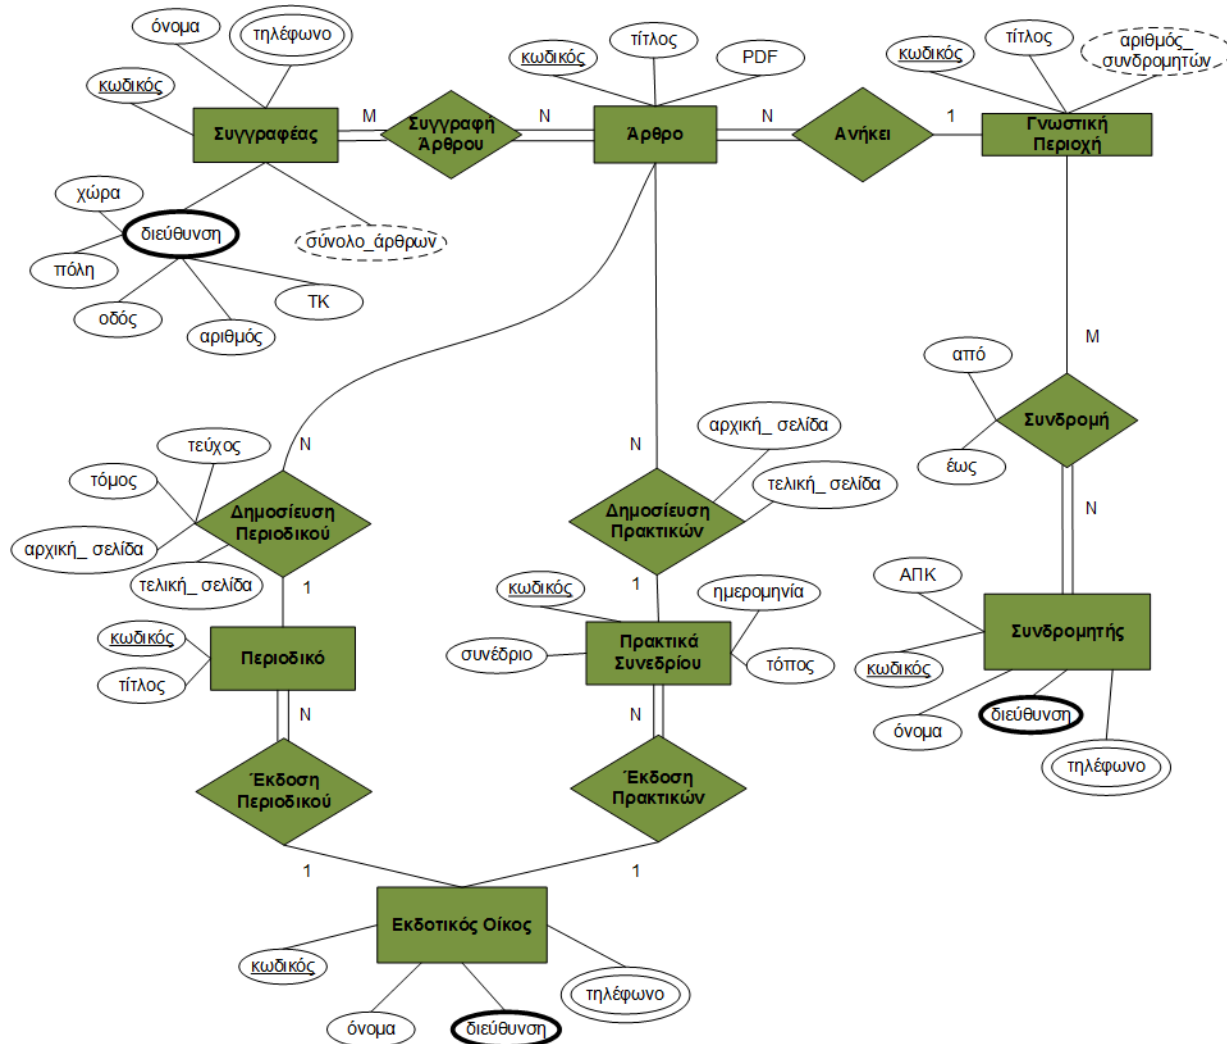 όνομα
τηλέφωνο
κωδικός
Συγγραφέας
M
Συγγραφή
Άρθρου
N
χώρα
διεύθυνση
πόλη
οδός
αριθμός
ΤΚ
σύνολο_άρθρων
τίτλος
κωδικός
PDF
Άρθρο
N
Ανήκει
1
τίτλος
κωδικός
αριθμός_
συνδρομητών
Γνωστική
Περιοχή
M
από
Συνδρομή
έως
N
ΑΠΚ
Συνδρομητής
κωδικός
όνομα
διεύθυνση
τηλέφωνο
N
τεύχος
τόμος
Δημοσίευση
Περιοδικού
αρχική_ σελίδα
τελική_ σελίδα
1
κωδικός
Περιοδικό
τίτλος
N
Έκδοση
Περιοδικού
1
N
αρχική_ σελίδα
τελική_ σελίδα
Δημοσίευση
Πρακτικών
1
κωδικός
ημερομηνία
Πρακτικά
Συνεδρίου
συνέδριο
τόπος
N
Έκδοση
Πρακτικών
1
Εκδοτικός Οίκος
κωδικός
όνομα
διεύθυνση
τηλέφωνο